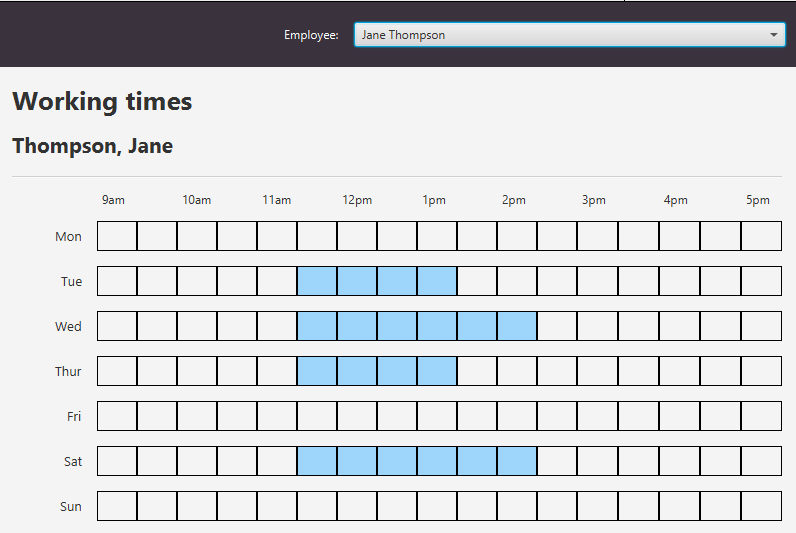 Employee: Jane Thompson
Working times
Thompson, Jane
9am 10am 11am 12pm 1pm 2pm 3pm 4pm 5pm
Mon
Tue
Wed
Thur
Fri
Sat
Sun